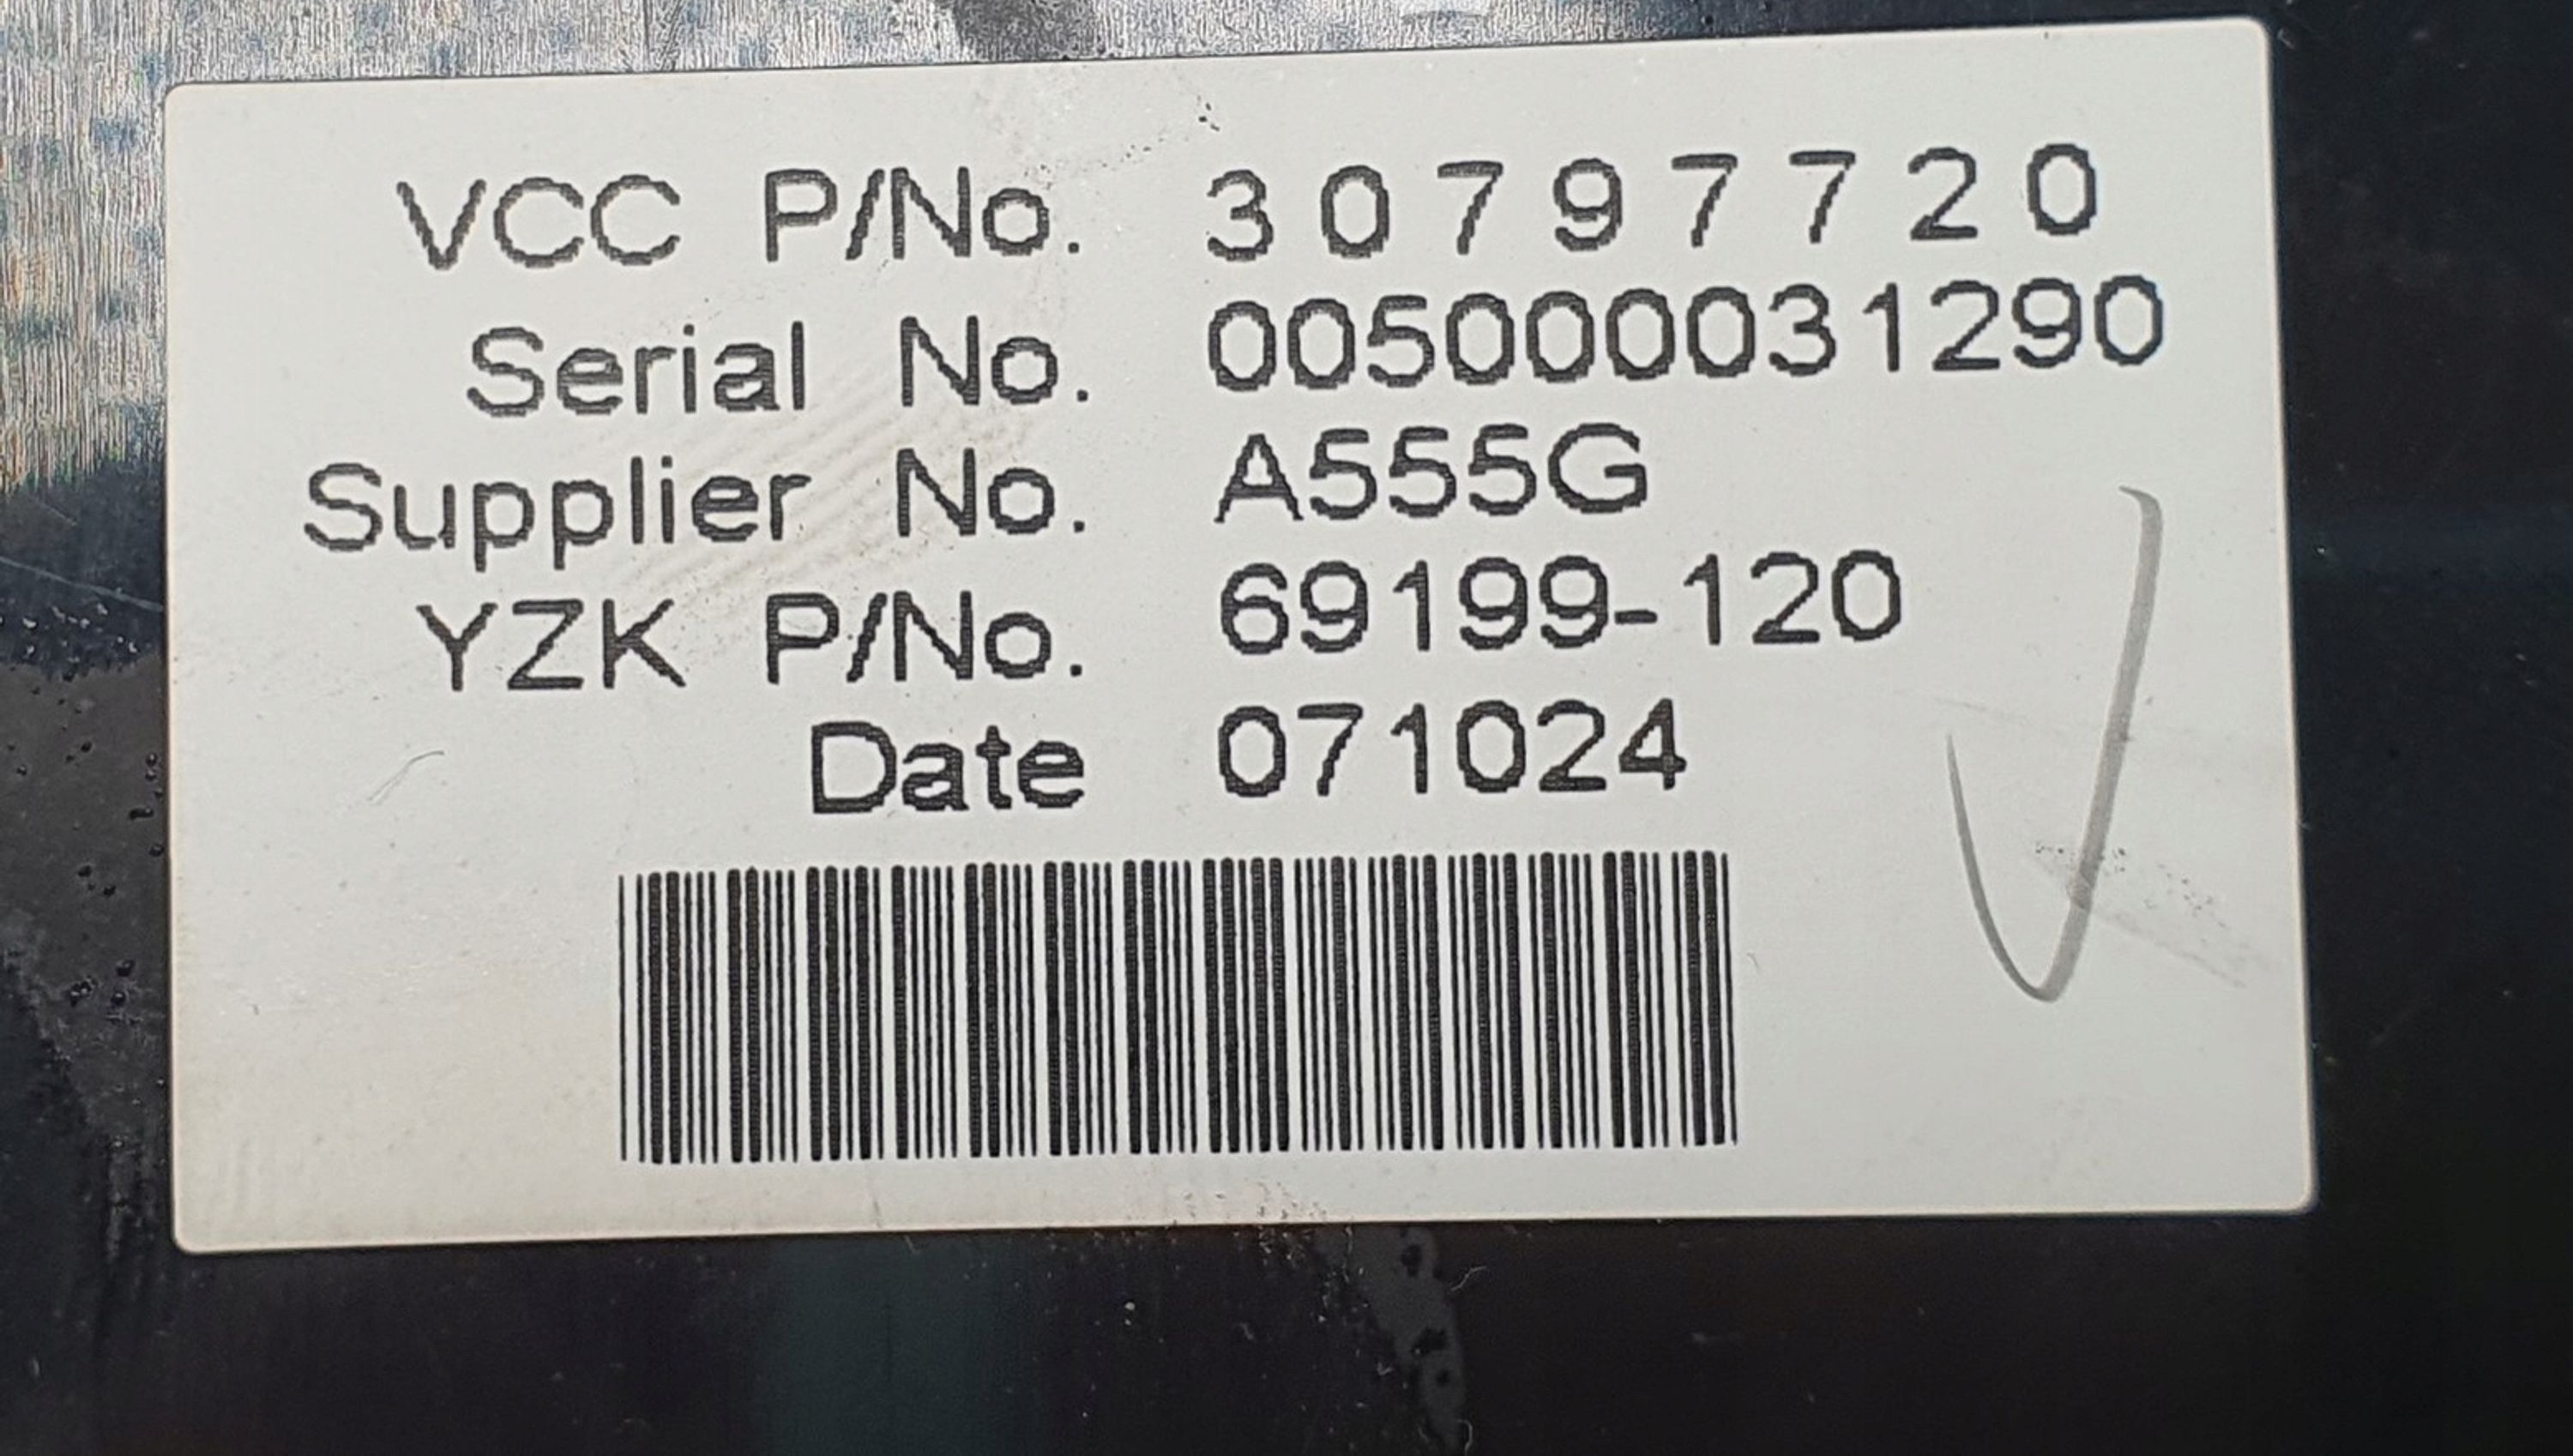 VCC P/No. 30797720
Serial No. 005000031290
Supplier No. A555G
YZK P/No. 69199-120
Date 071024